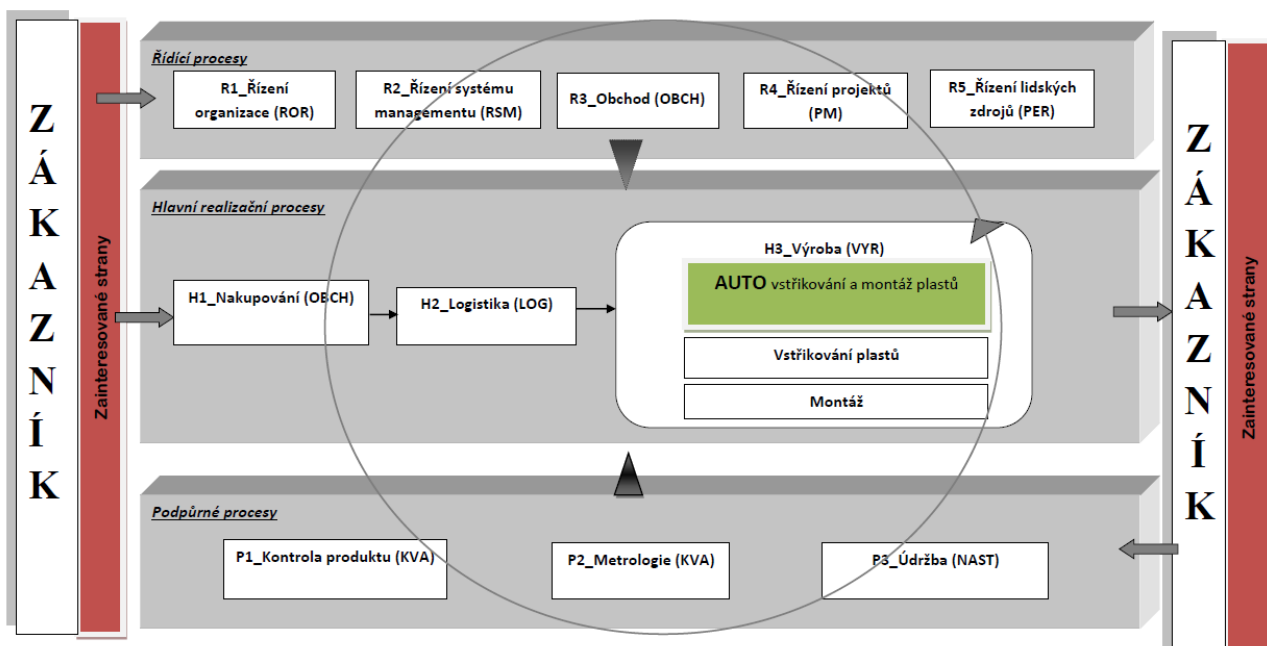 ZÁKAZNÍK
Zainteresované strany
Řídící procesy
R1_Řízení
organizace (ROR)
R2_Řízení systému
managementu (RSM)
R3_Obchod (OBCH)
R4_Řízení projektů
(PM)
R5_Řízení lidských
zdrojů (PER)
Hlavní realizační procesy
H1_Nakupování (OBCH)
H2_Logistika (LOG)
H3_Výroba (VYR)
AUTO vstřikování a montáž plastů
Vstřikování plastů
Montáž
Podpůrné procesy
P1_Kontrola produktu (KVA)
P2_Metrologie (KVA)
P3_Údržba (NAST)
ZÁKAZNÍK
Zainteresované strany